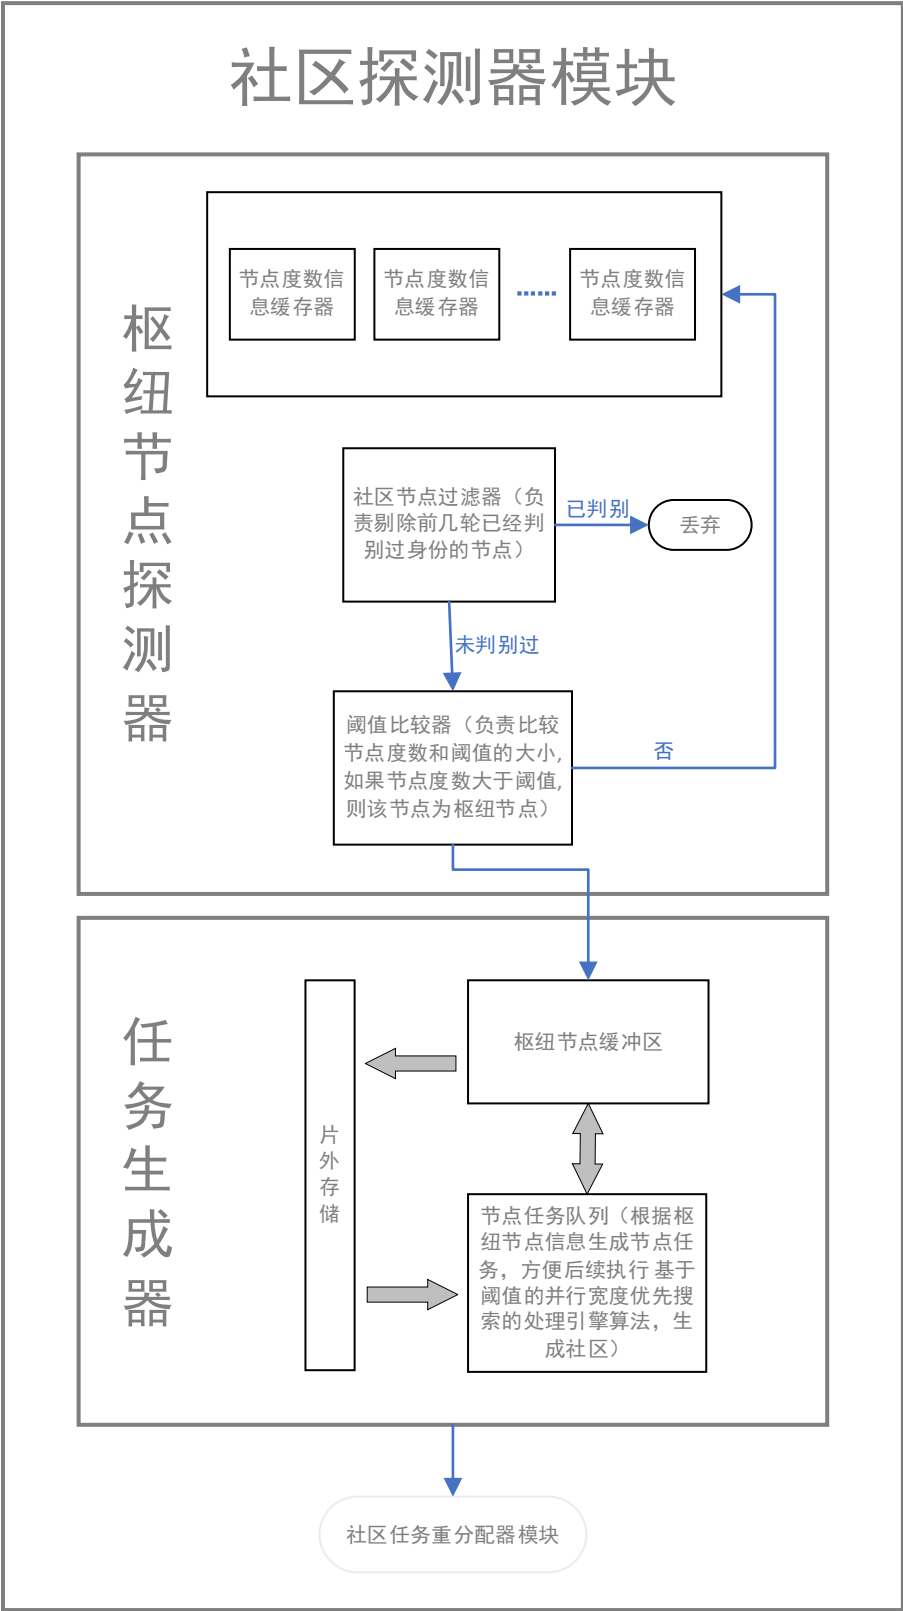 社区探测器模块
枢纽节点探测器
节点度数信
息缓存器
节点度数信
息缓存器
......
节点度数信
息缓存器
社区节点过滤器（负
责剔除前几轮已经判
别过身份的节点）
已判别
丢弃
未判别过
阈值比较器（负责比较
节点度数和阈值的大小,
如果节点度数大于阈值,
则该节点为枢纽节点）
否
任务生成器
枢纽节点缓冲区
片外存储
节点任务队列（根据枢
纽节点信息生成节点任
务，方便后续执行 基于
阈值的并行宽度优先搜
索的处理引擎算法，生
成社区）
社区任务重分配器模块